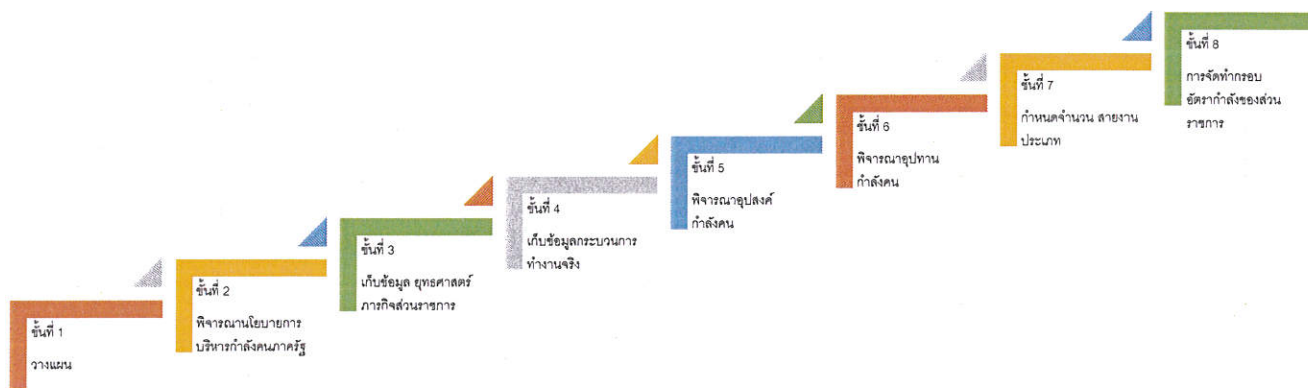 ขั้นที่ 1
วางแผน
ขั้นที่ 2
พิจารณานโยบายการ
บริหารกำลังคนภาครัฐ
ขั้นที่ 3
เก็บข้อมูล ยุทธศาสตร์
ภารกิจส่วนราชการ
ขั้นที่ 4
เก็บข้อมูลกระบวนการ
ทำงานจริง
ขั้นที่ 5
พิจารณาอุปสงค์
กำลังคน
ขั้นที่ 6
พิจารณาอุปทาน
กำลังคน
ขั้นที่ 7
กำหนดจำนวน สายงาน
ประเภท
ขั้นที่ 8
การจัดทำกรอบ
อัตรากำลังของส่วน
ราชการ